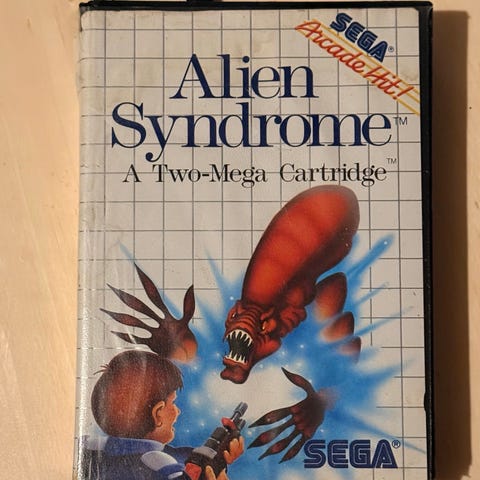 SEGA®
Arcade Hit!
Alien
Syndrome™
A Two-Mega Cartridge™
SEGA®